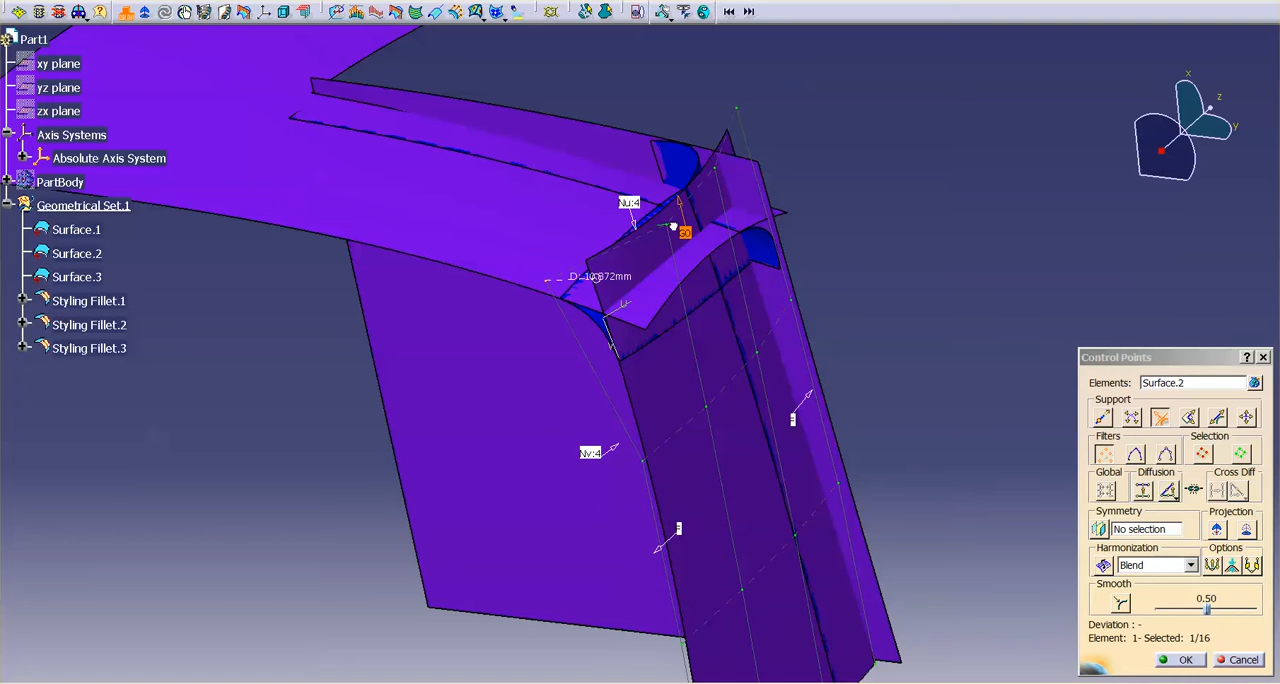 Part1
xy plane
yz plane
zx plane
Axis Systems
Absolute Axis System
PartBody
Geometrical Set.1
Surface.1
Surface.2
Surface.3
Styling Fillet.1
Styling Fillet.2
Styling Fillet.3
x
z
y
Nu:4
G0
U
V
Nv:4
Control Points
Elements: Surface.2
Support
Filters Selection
Global Diffusion Cross Diff
Symmetry Projection
No selection
Harmonization Options
Blend
Smooth
0.50
Deviation : -
Element: 1- Selected: 1/16
OK Cancel